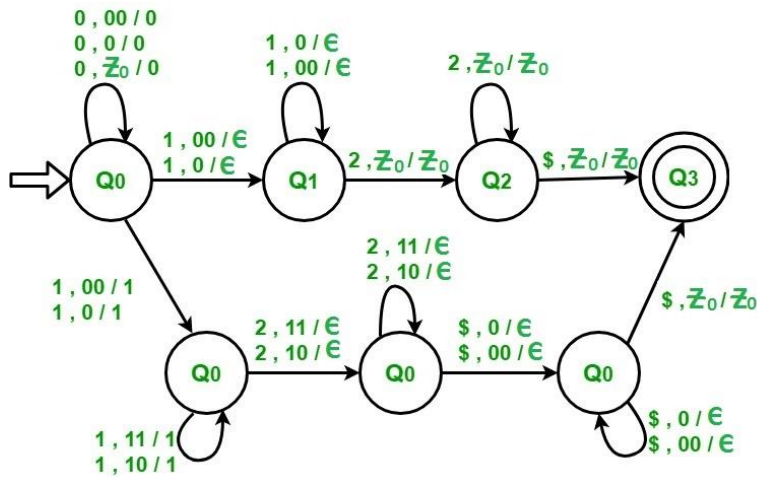 0 , 00 / 0
0 , 0 / 0
0 , Z0 / 0
1 , 0 / ϵ
1 , 00 / ϵ
2 , Z0 / Z0
1 , 00 / ϵ
1 , 0 / ϵ
2 , Z0 / Z0
$ , Z0 / Z0
Q0
Q1
Q2
Q3
1 , 00 / 1
1 , 0 / 1
2 , 11 / ϵ
2 , 10 / ϵ
$ , Z0 / Z0
2 , 11 / ϵ
2 , 10 / ϵ
$ , 0 / ϵ
$ , 00 / ϵ
Q0
Q0
Q0
1 , 11 / 1
1 , 10 / 1
$ , 0 / ϵ
$ , 00 / ϵ